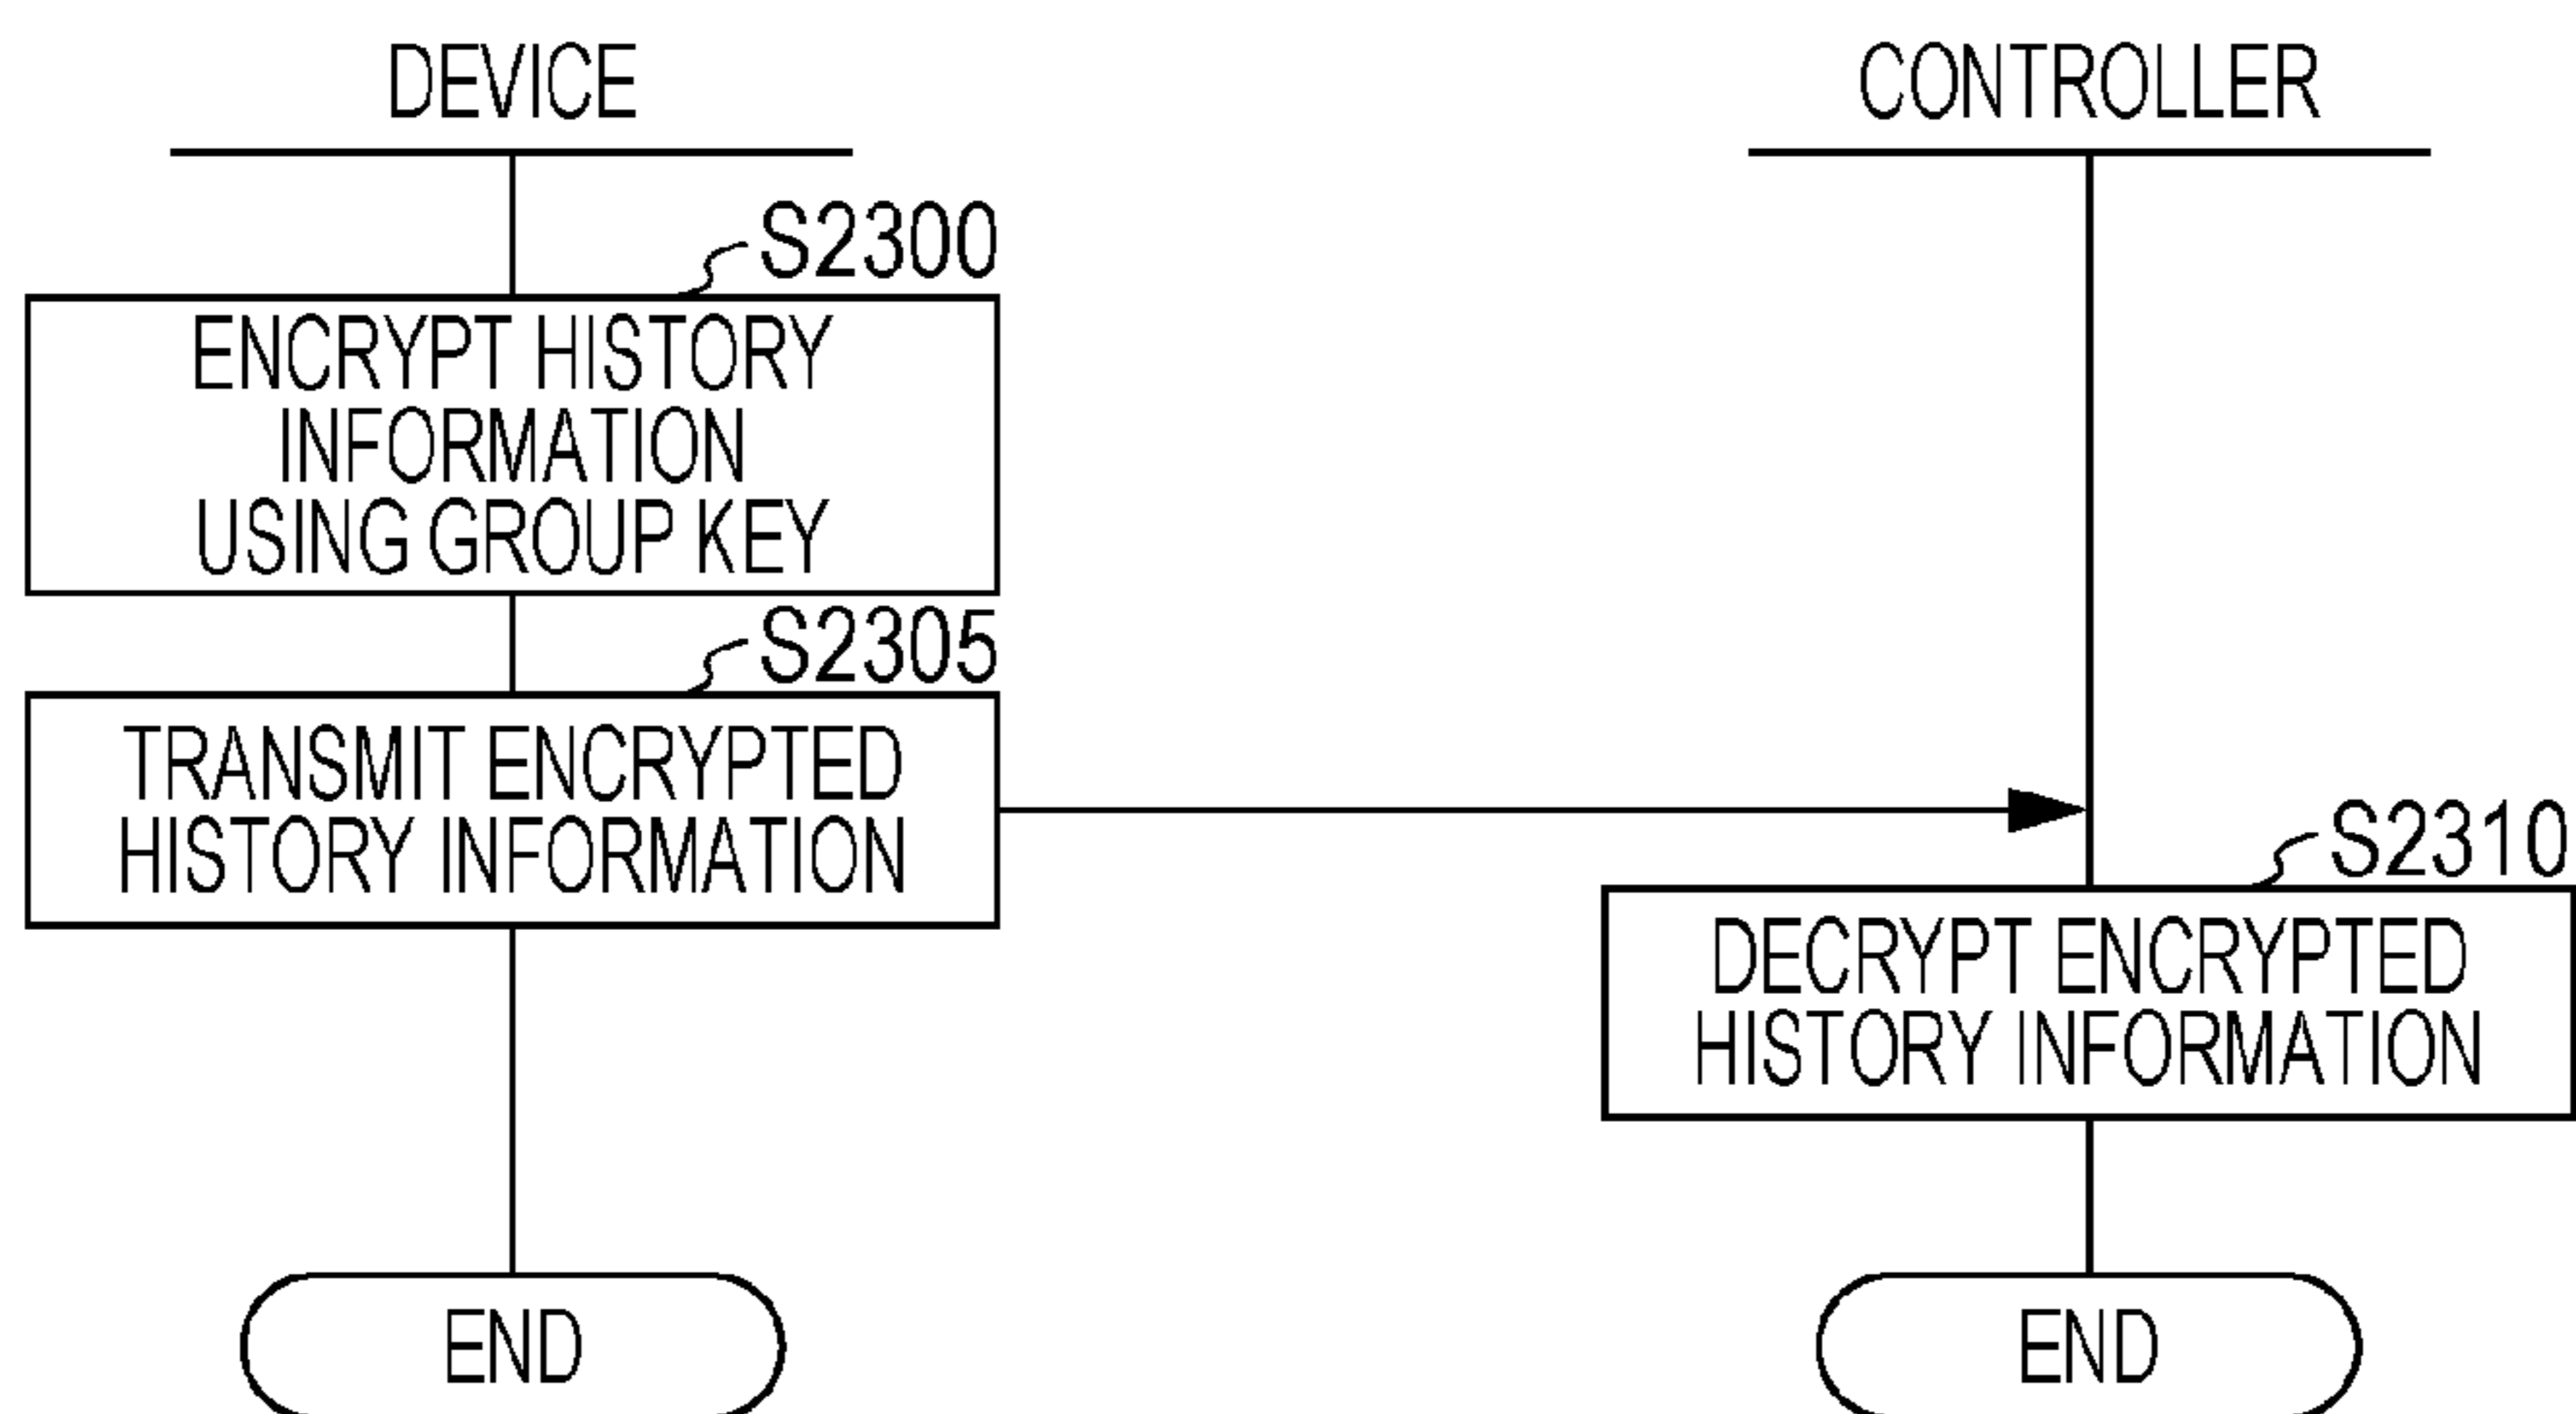 DEVICE
CONTROLLER
S2300
ENCRYPT HISTORY
INFORMATION
USING GROUP KEY
S2305
TRANSMIT ENCRYPTED
HISTORY INFORMATION
S2310
DECRYPT ENCRYPTED
HISTORY INFORMATION
END
END